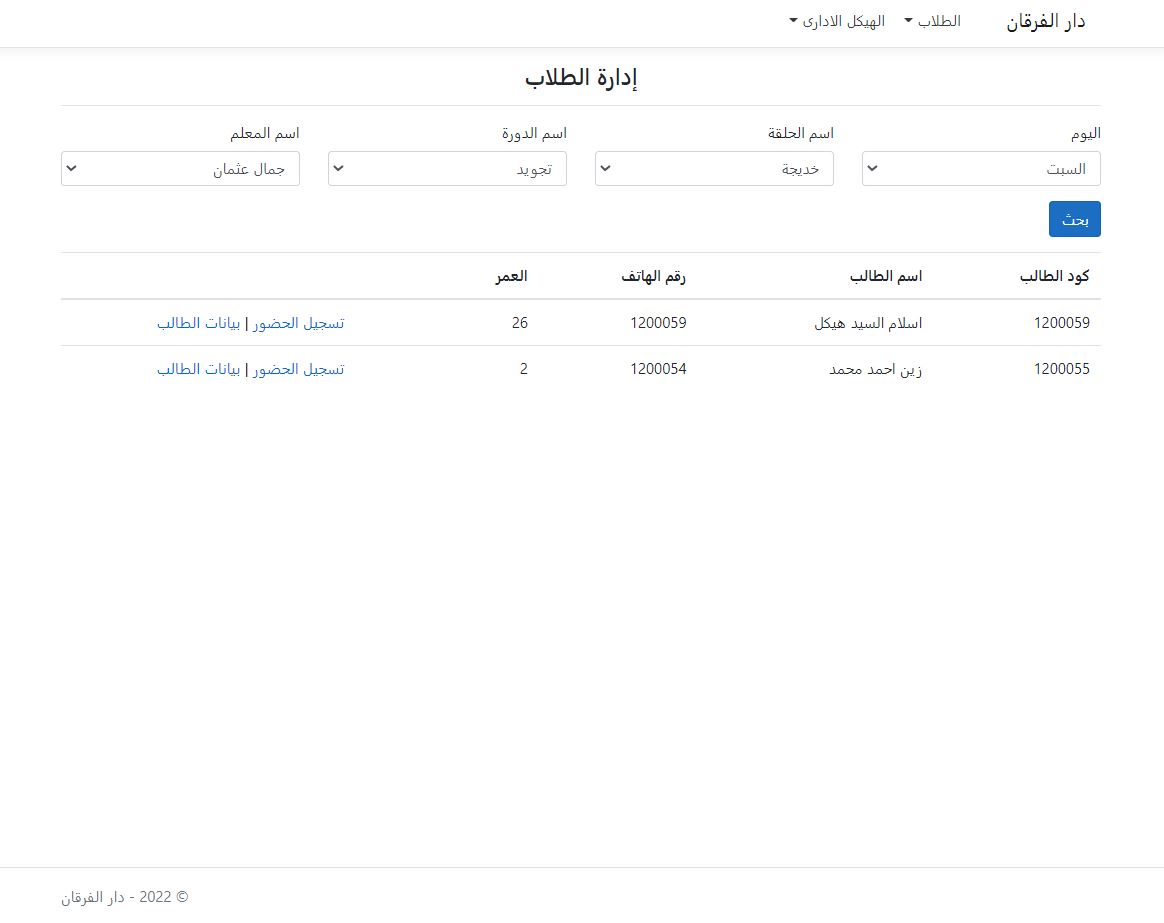 دار الفرقان الطلاب الهيكل الادارى
إدارة الطلاب
اليوم اسم الحلقة اسم الدورة اسم المعلم
السبت خديجة تجويد جمال عثمان
بحث
كود الطالب اسم الطالب رقم الهاتف العمر
1200059 اسلام السيد هيكل 1200059 26 تسجيل الحضور | بيانات الطالب
1200055 زين احمد محمد 1200054 2 تسجيل الحضور | بيانات الطالب
© 2022 - دار الفرقان